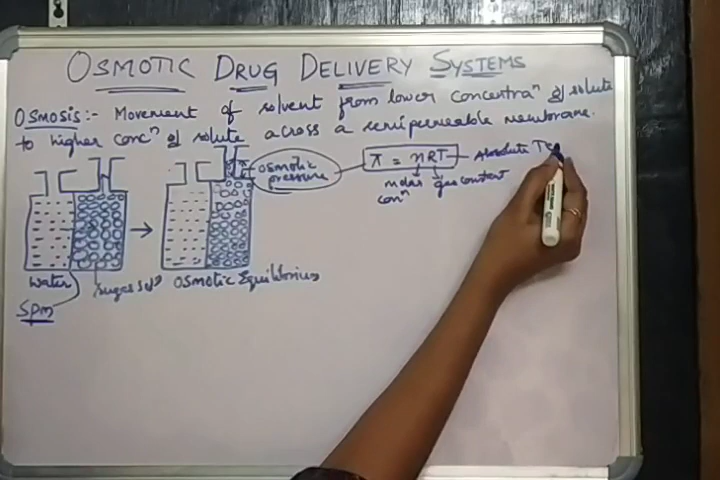 OSMOTIC DRUG DELIVERY SYSTEMS
OSMOSIS:- Movement of solvent from lower concentraⁿ of solute
to higher concⁿ of solute across a semipermeable membrane.
osmotic pressure
π = nRT
Absolute Te
molar conⁿ
gas constant
Water
Sugar solⁿ
Osmotic Equilibrium
SPM